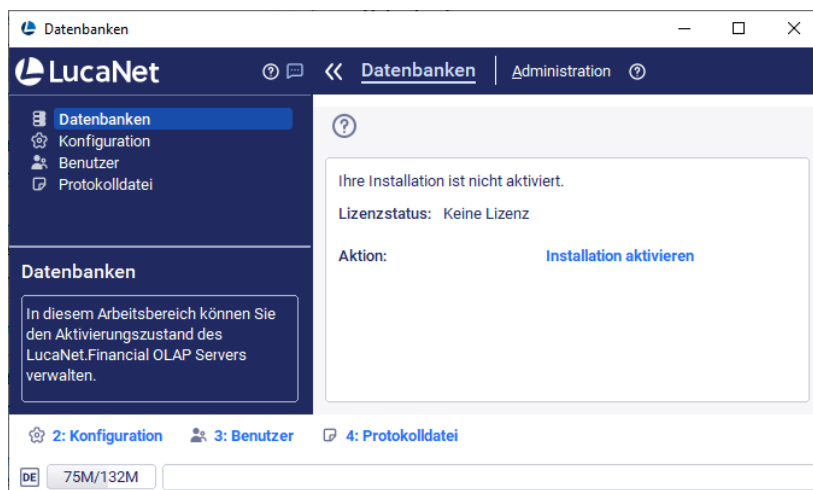 Datenbanken
LucaNet
Datenbanken
Administration
Datenbanken
Konfiguration
Benutzer
Protokolldatei
Ihre Installation ist nicht aktiviert.
Lizenzstatus: Keine Lizenz
Aktion: Installation aktivieren
Datenbanken
In diesem Arbeitsbereich können Sie
den Aktivierungszustand des
LucaNet.Financial OLAP Servers
verwalten.
2: Konfiguration 3: Benutzer 4: Protokolldatei
DE 75M/132M